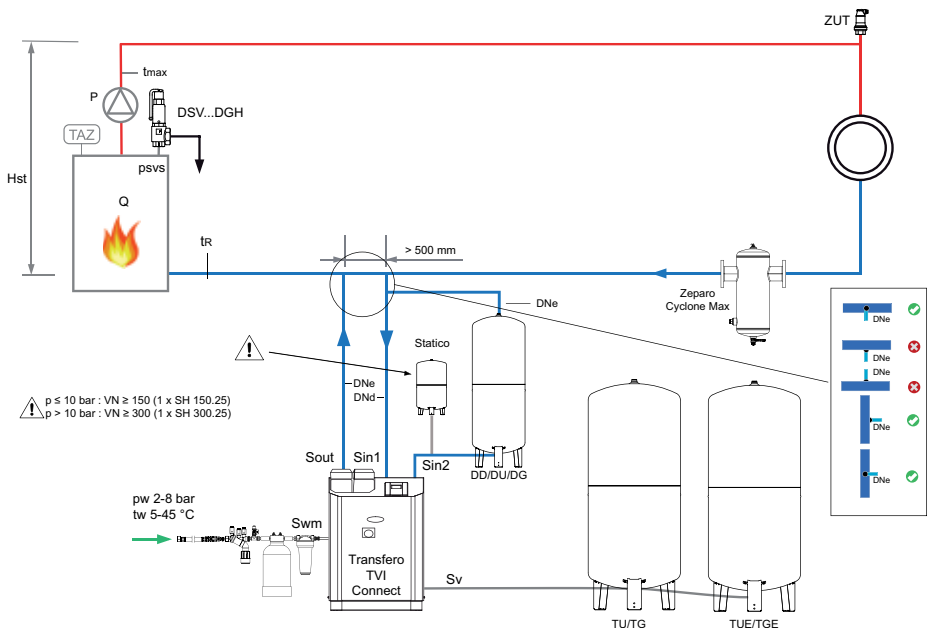 ZUT
tmax
P
DSV...DGH
TAZ
psvs
Hst
Q
tR
> 500 mm
Zeparo
Cyclone Max
DNe
DNe
DNe
DNe
DNe
DNe
Statico
p ≤ 10 bar : VN ≥ 150 (1 x SH 150.25)
p > 10 bar : VN ≥ 300 (1 x SH 300.25)
DNe
DNd
Sout
Sin1
Sin2
DD/DU/DG
pw 2-8 bar
tw 5-45 °C
Swm
Transfero
TVI
Connect
Sv
TU/TG
TUE/TGE